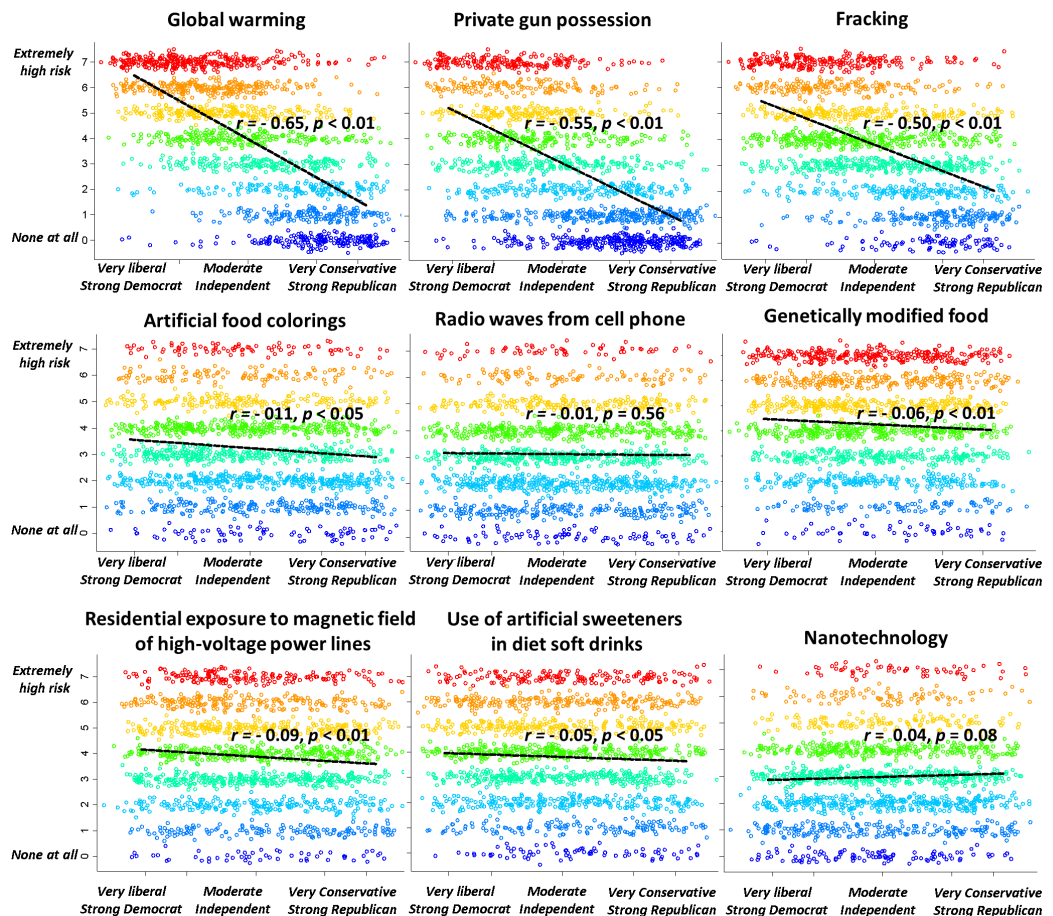 Global warming
Private gun possession
Fracking
Extremely
high risk
7
6
5
4
3
2
1
None at all 0
r = - 0.65, p < 0.01
r = - 0.55, p < 0.01
r = - 0.50, p < 0.01
Very liberal Moderate Very Conservative
Strong Democrat Independent Strong Republican
Very liberal Moderate Very Conservative
Strong Democrat Independent Strong Republican
Very liberal Moderate Very Conservative
Strong Democrat Independent Strong Republican
Artificial food colorings
Radio waves from cell phone
Genetically modified food
Extremely
high risk
7
6
5
4
3
2
1
None at all 0
r = - 011, p < 0.05
r = - 0.01, p = 0.56
r = - 0.06, p < 0.01
Very liberal Moderate Very Conservative
Strong Democrat Independent Strong Republican
Very liberal Moderate Very Conservative
Strong Democrat Independent Strong Republican
Very liberal Moderate Very Conservative
Strong Democrat Independent Strong Republican
Residential exposure to magnetic field
of high-voltage power lines
Use of artificial sweeteners
in diet soft drinks
Nanotechnology
Extremely
high risk
7
6
5
4
3
2
1
None at all 0
r = - 0.09, p < 0.01
r = - 0.05, p < 0.05
r = 0.04, p = 0.08
Very liberal Moderate Very Conservative
Strong Democrat Independent Strong Republican
Very liberal Moderate Very Conservative
Strong Democrat Independent Strong Republican
Very liberal Moderate Very Conservative
Strong Democrat Independent Strong Republican